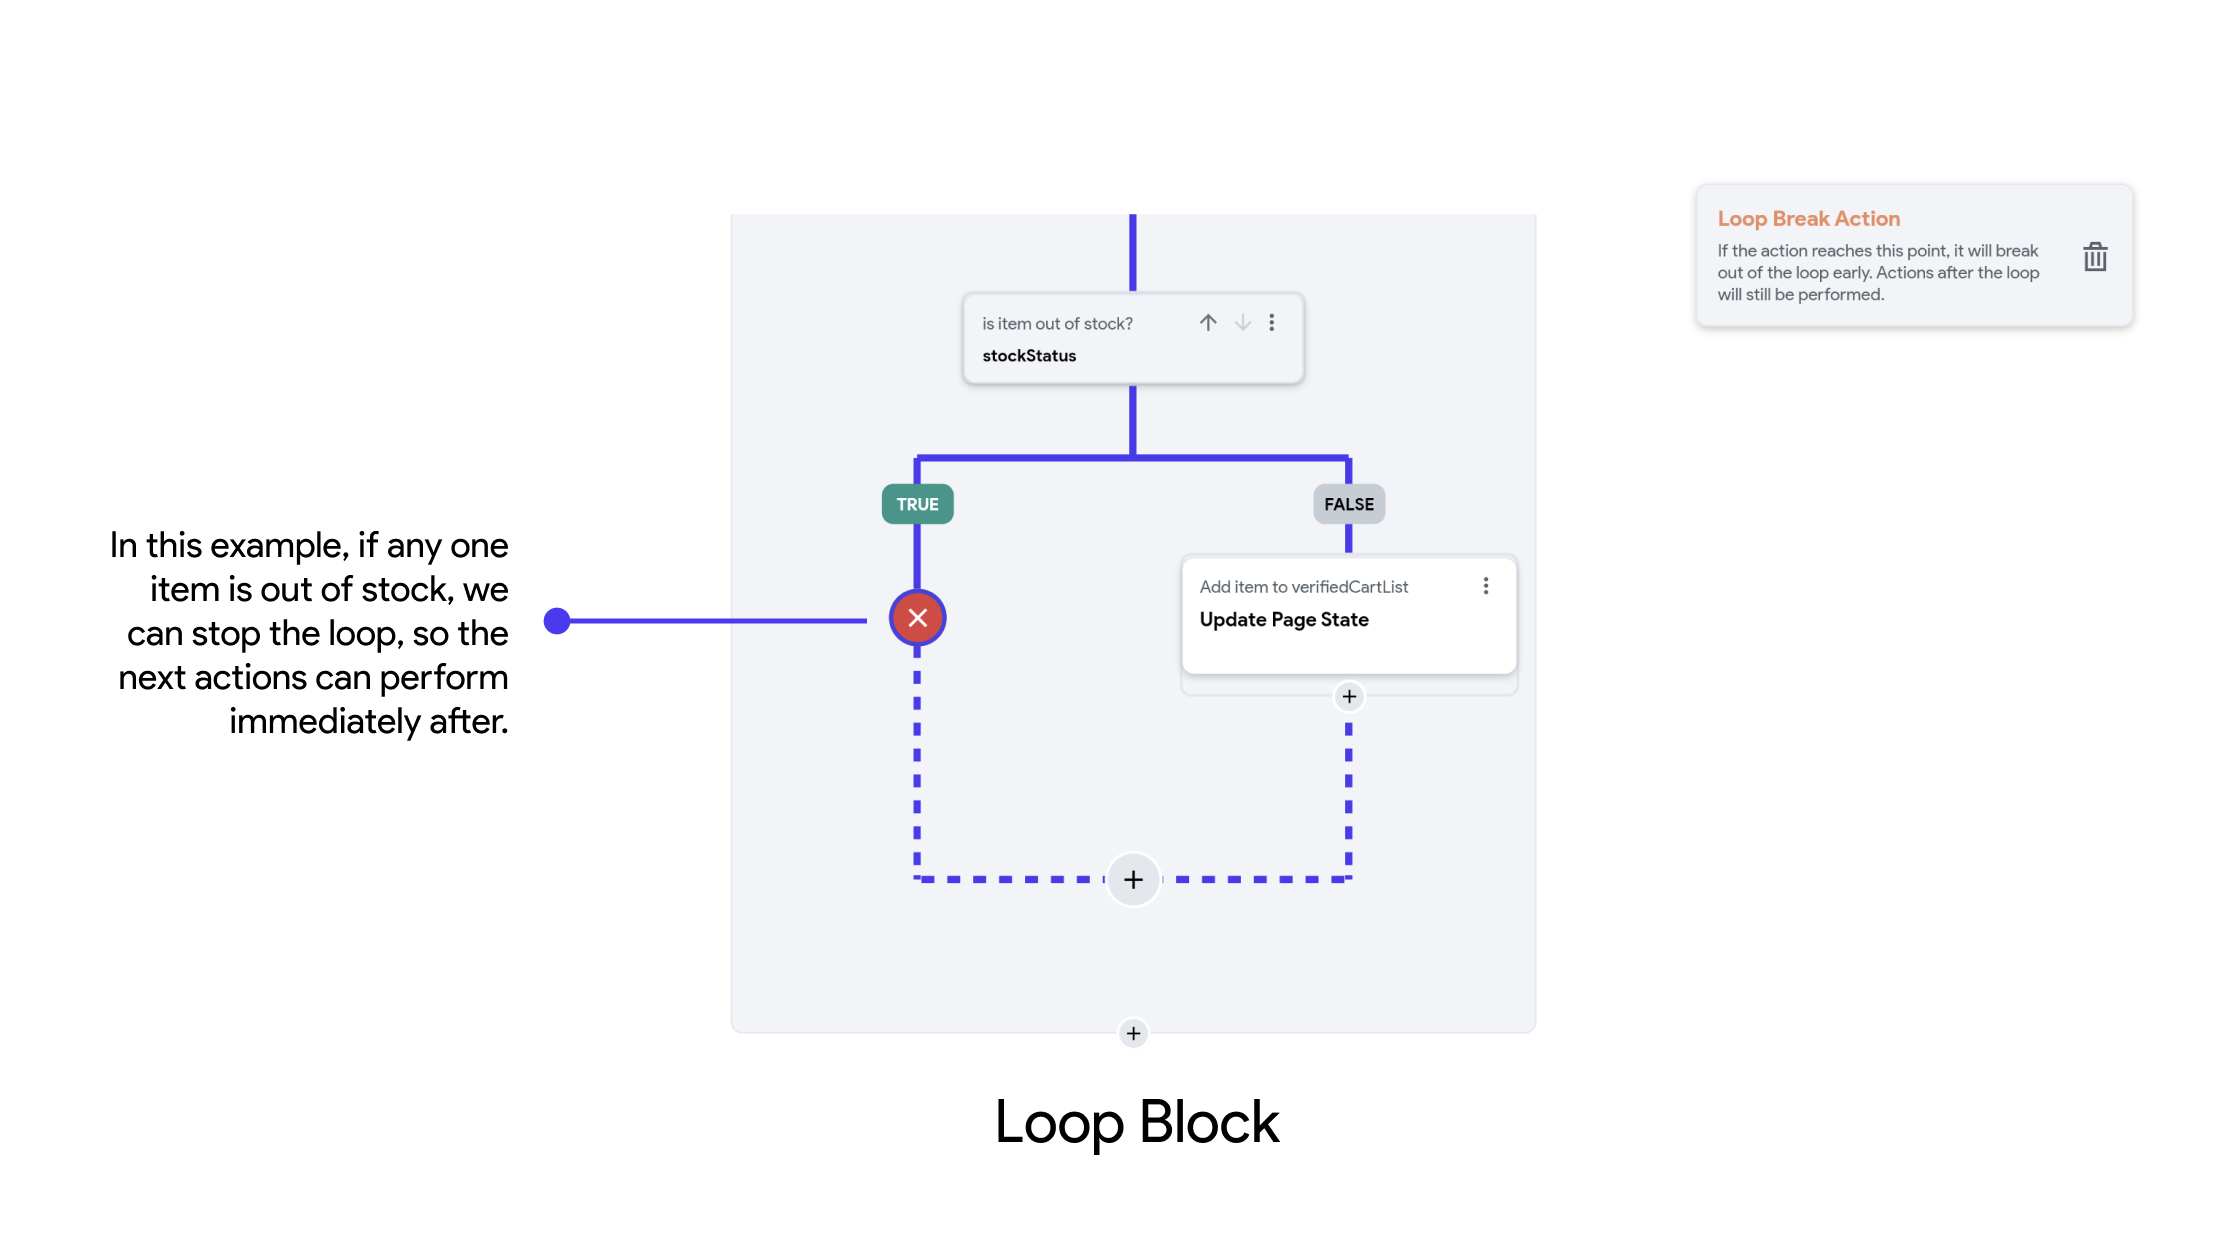 Loop Break Action
If the action reaches this point, it will break
out of the loop early. Actions after the loop
will still be performed.
is item out of stock?
stockStatus
TRUE
FALSE
In this example, if any one
item is out of stock, we
can stop the loop, so the
next actions can perform
immediately after.
Add item to verifiedCartList
Update Page State
Loop Block